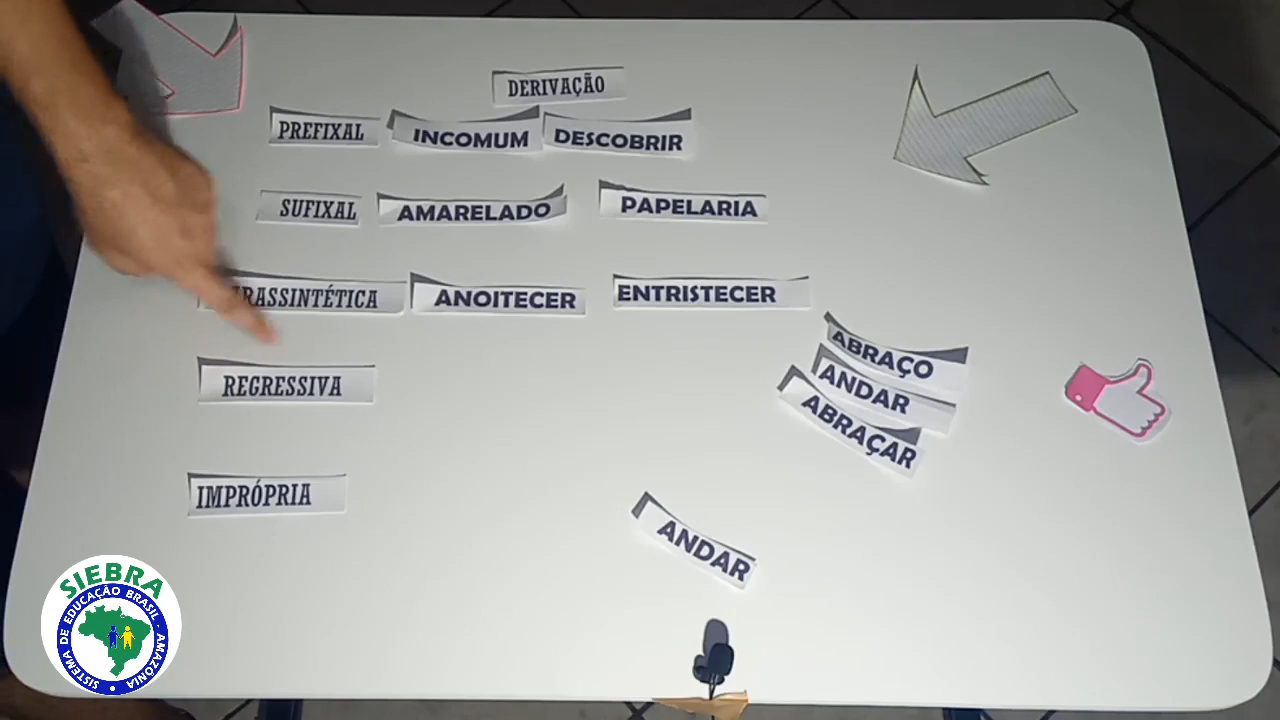 DERIVAÇÃO
PREFIXAL INCOMUM DESCOBRIR
SUFIXAL AMARELADO PAPELARIA
RASSINTÉTICA ANOITECER ENTRISTECER
ABRAÇO
ANDAR
REGRESSIVA
ABRAÇAR
IMPRÓPRIA
ANDAR
SIEBRA
SISTEMA DE EDUCAÇÃO BRASIL - AMAZÔNIA